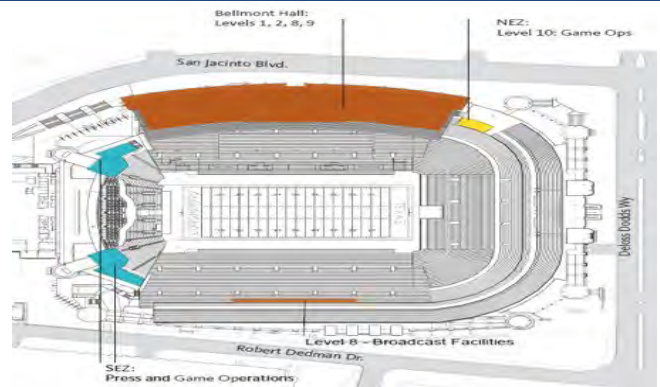 Bellmont Hall:
Levels 1, 2, 8, 9
NEZ:
Level 10: Game Ops
San Jacinto Blvd.
TEXAS
Deloss Dodds Wy
Level 8 - Broadcast Facilities
Robert Dedman Dr.
SEZ:
Press and Game Operations